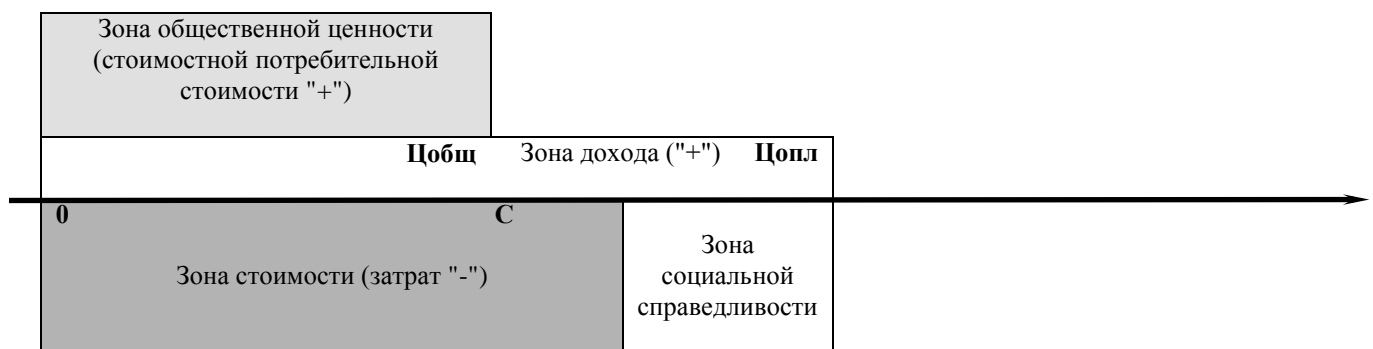 Зона общественной ценности
(стоимостной потребительной
стоимости "+")
Цобщ Зона дохода ("+") Цопл
0 С
Зона стоимости (затрат "-")
Зона
социальной
справедливости